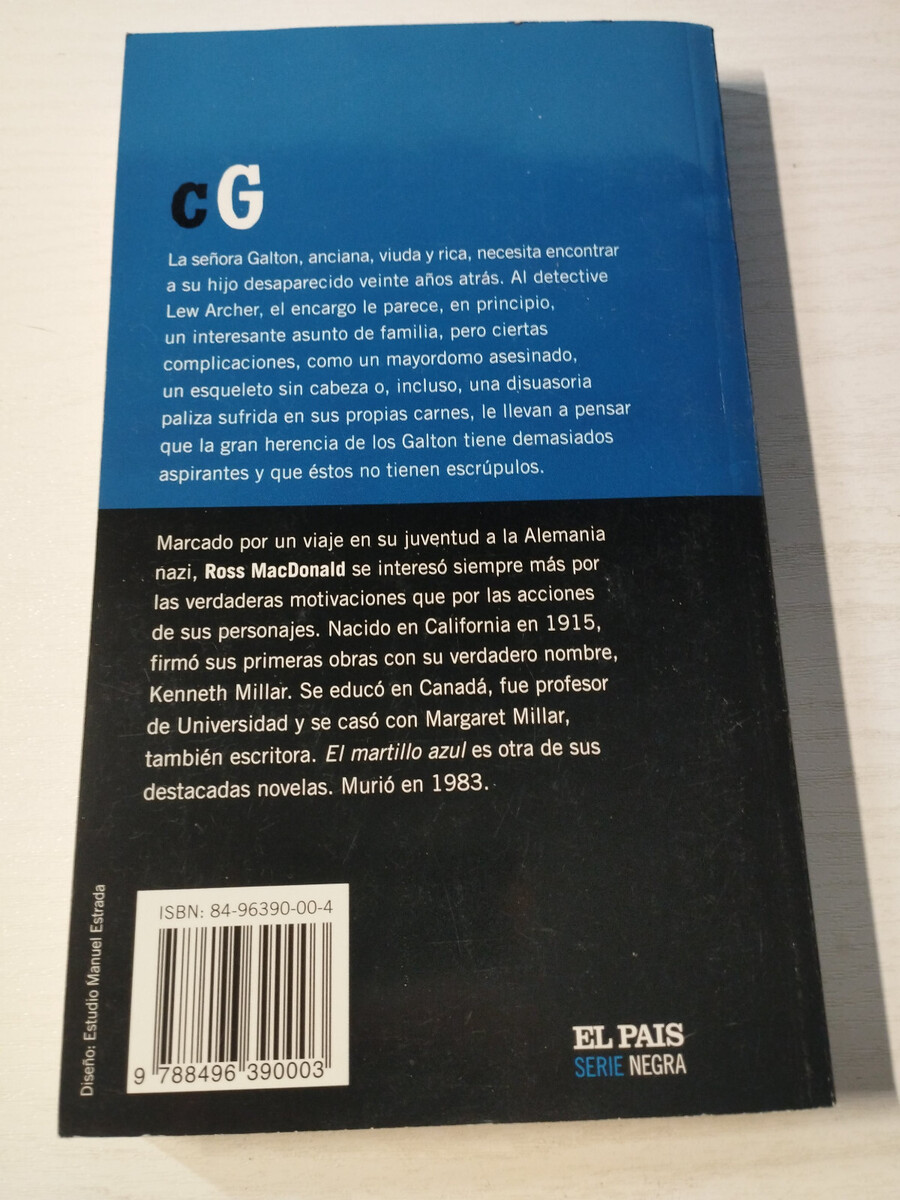 cG
La señora Galton, anciana, viuda y rica, necesita encontrar
a su hijo desaparecido veinte años atrás. Al detective
Lew Archer, el encargo le parece, en principio,
un interesante asunto de familia, pero ciertas
complicaciones, como un mayordomo asesinado,
un esqueleto sin cabeza o, incluso, una disuasoria
paliza sufrida en sus propias carnes, le llevan a pensar
que la gran herencia de los Galton tiene demasiados
aspirantes y que éstos no tienen escrúpulos.
Marcado por un viaje en su juventud a la Alemania
nazi, Ross MacDonald se interesó siempre más por
las verdaderas motivaciones que por las acciones
de sus personajes. Nacido en California en 1915,
firmó sus primeras obras con su verdadero nombre,
Kenneth Millar. Se educó en Canadá, fue profesor
de Universidad y se casó con Margaret Millar,
también escritora. El martillo azul es otra de sus
destacadas novelas. Murió en 1983.
Diseño: Estudio Manuel Estrada
ISBN: 84-96390-00-4
9 788496 390003
EL PAIS
SERIE NEGRA